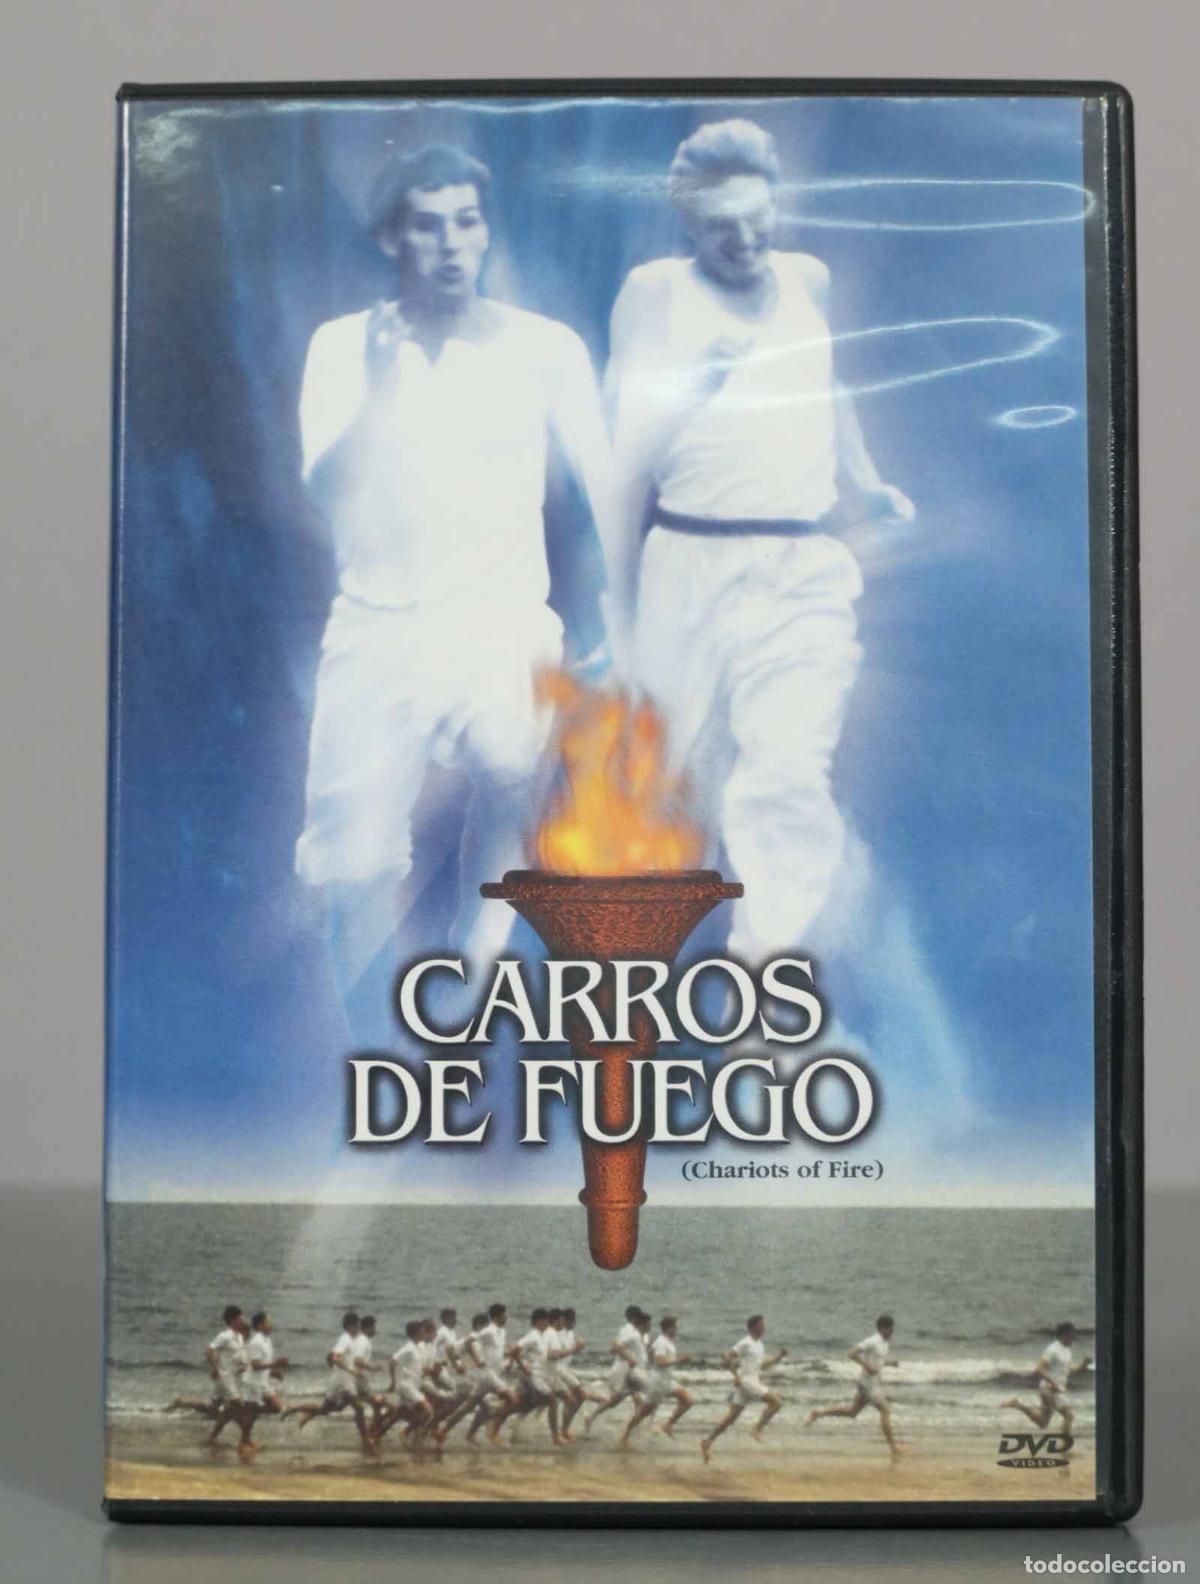 CARROS
DE FUEGO
(Chariots of Fire)
DVD
VIDEO
todocoleccion